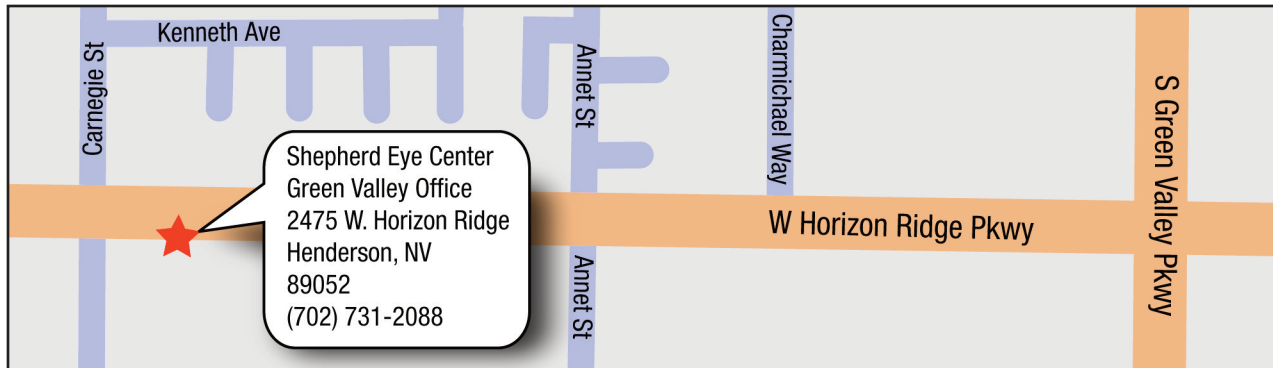 Kenneth Ave
Carnegie St
Annet St
Charmichael Way
S Green Valley Pkwy
Shepherd Eye Center
Green Valley Office
2475 W. Horizon Ridge
Henderson, NV
89052
(702) 731-2088
W Horizon Ridge Pkwy
Annet St